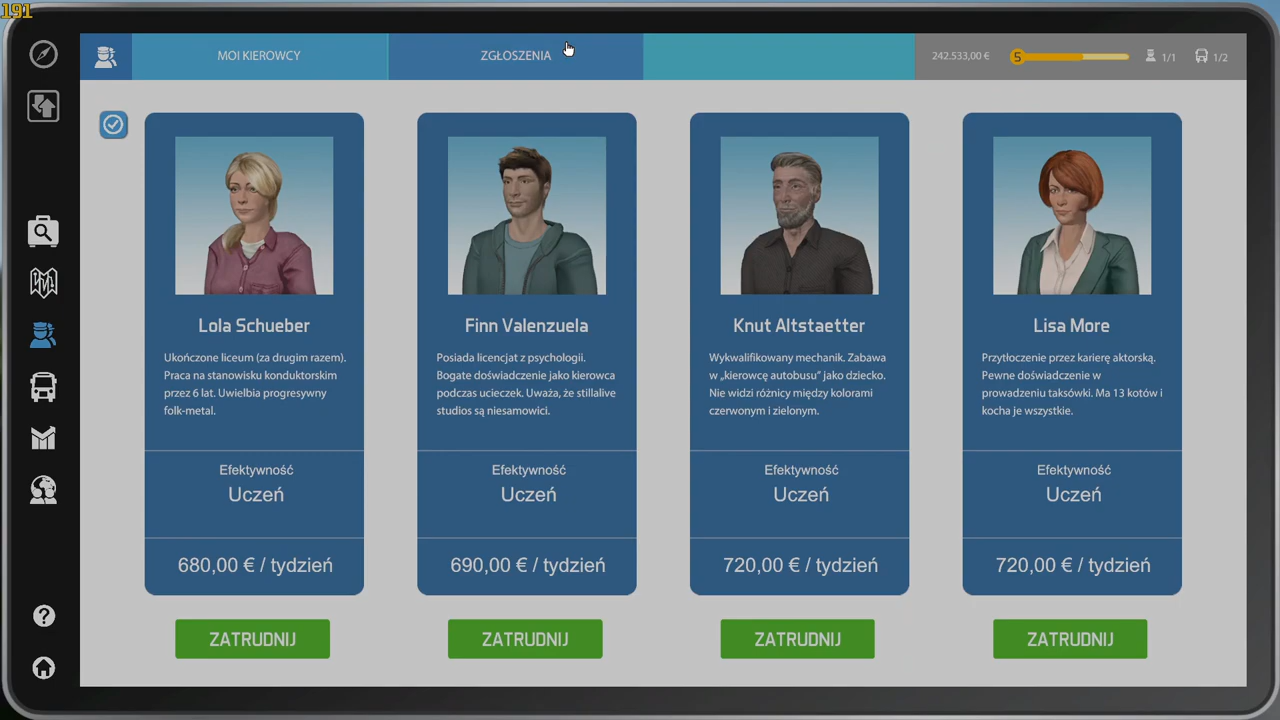 191
MOI KIEROWCY
ZGŁOSZENIA
242.533,00 €
5
1/1
1/2
Lola Schueber
Ukończone liceum (za drugim razem).
Praca na stanowisku konduktorskim
przez 6 lat. Uwielbia progresywny
folk-metal.
Efektywność
Uczeń
680,00 € / tydzień
ZATRUDNIJ
Finn Valenzuela
Posiada licencjat z psychologii.
Bogate doświadczenie jako kierowca
podczas ucieczek. Uważa, że stillalive
studios są niesamowici.
Efektywność
Uczeń
690,00 € / tydzień
ZATRUDNIJ
Knut Altstaetter
Wykwalifikowany mechanik. Zabawa
w „kierowcę autobusu" jako dziecko.
Nie widzi różnicy między kolorami
czerwonym i zielonym.
Efektywność
Uczeń
720,00 € / tydzień
ZATRUDNIJ
Lisa More
Przytłoczenie przez karierę aktorską.
Pewne doświadczenie w
prowadzeniu taksówki. Ma 13 kotów i
kocha je wszystkie.
Efektywność
Uczeń
720,00 € / tydzień
ZATRUDNIJ